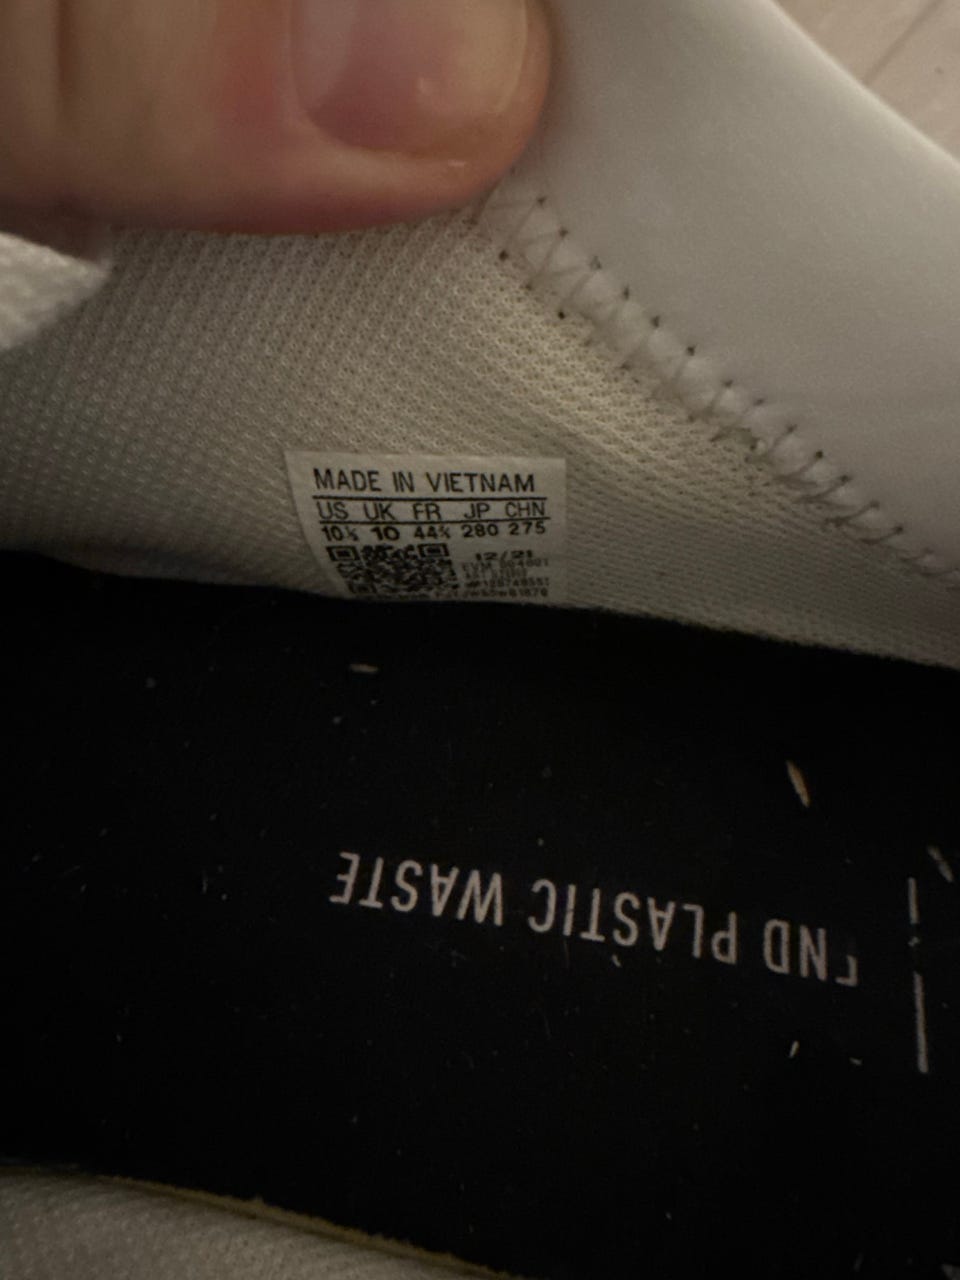 MADE IN VIETNAM
US UK FR JP CHN
10½ 10 44⅔ 280 275
12/21
END PLASTIC WASTE